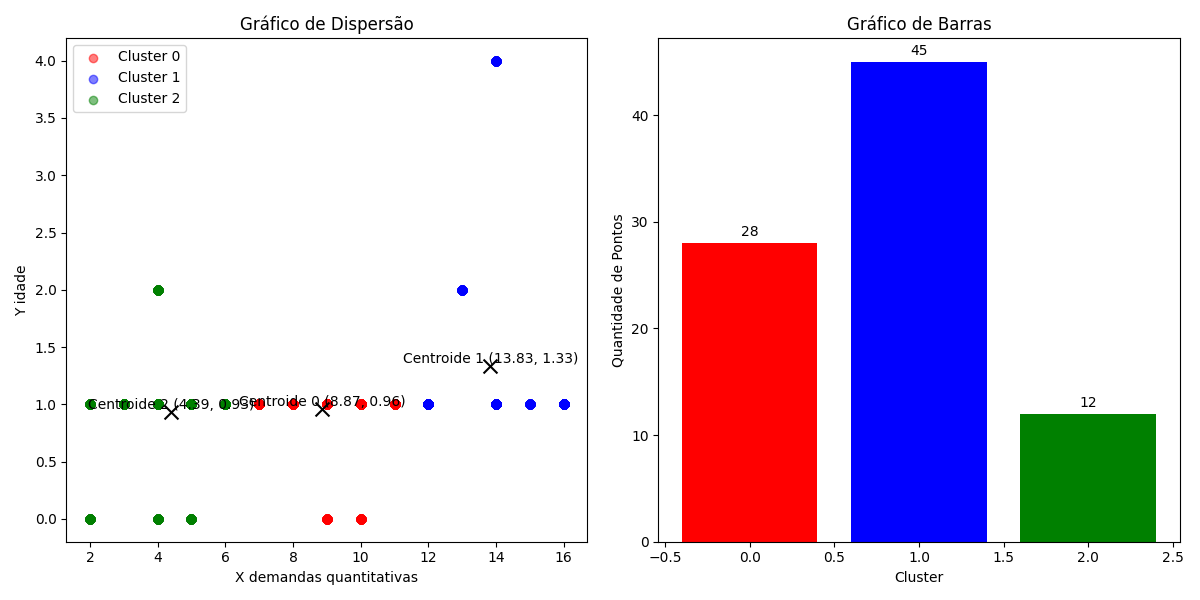 Gráfico de Dispersão
Cluster 0
Cluster 1
Cluster 2
4.0
3.5
3.0
2.5
2.0
1.5
1.0
0.5
0.0
Y idade
Centroide 1 (13.83, 1.33)
Centroide 0 (8.87, 0.96)
Centroide 2 (4.39, 0.93)
2 4 6 8 10 12 14 16
X demandas quantitativas
Gráfico de Barras
45
28
12
40
30
20
10
0
Quantidade de Pontos
−0.5 0.0 0.5 1.0 1.5 2.0 2.5
Cluster